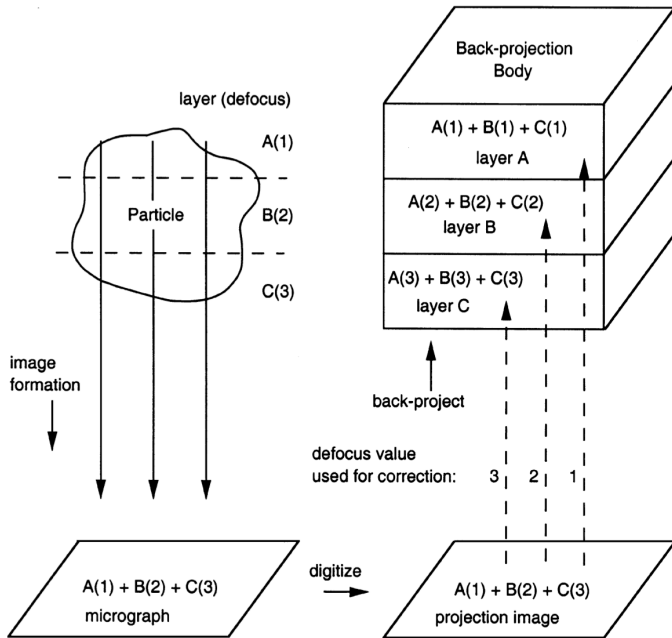 layer (defocus)
A(1)
Particle
B(2)
C(3)
image
formation
A(1) + B(2) + C(3)
micrograph
digitize
Back-projection
Body
A(1) + B(1) + C(1)
layer A
A(2) + B(2) + C(2)
layer B
A(3) + B(3) + C(3)
layer C
back-project
defocus value
used for correction: 3 2 1
A(1) + B(2) + C(3)
projection image